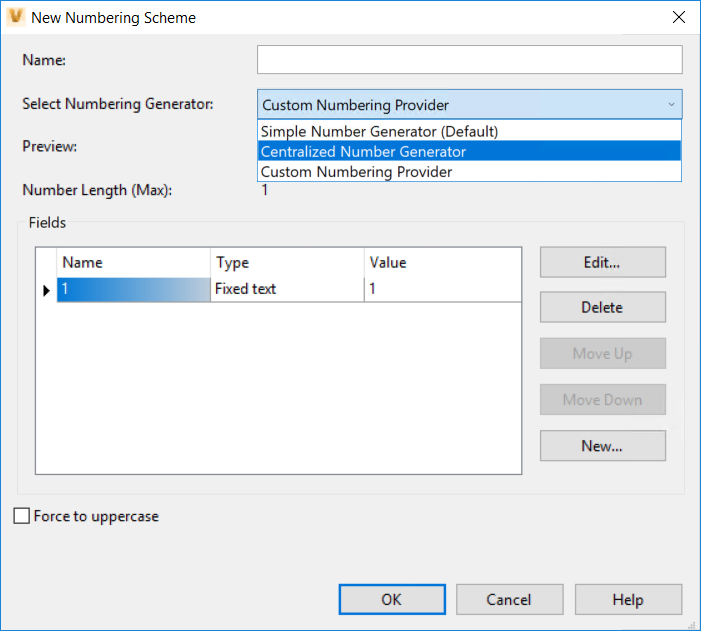 New Numbering Scheme
Name:
Select Numbering Generator: Custom Numbering Provider
Simple Number Generator (Default)
Preview: Centralized Number Generator
Custom Numbering Provider
Number Length (Max): 1
Fields
Name Type Value
1 Fixed text 1
Edit...
Delete
Move Up
Move Down
New...
Force to uppercase
OK Cancel Help